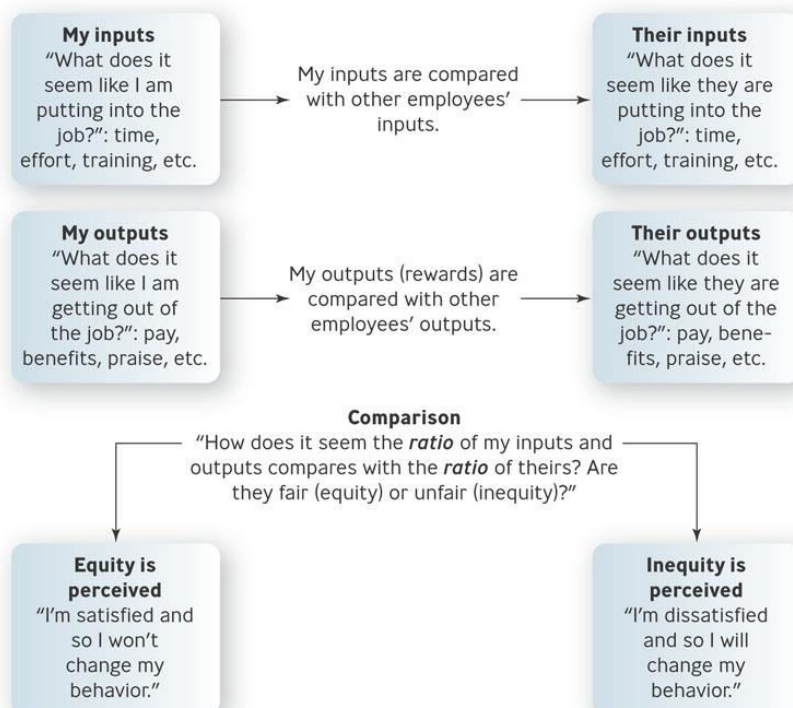 My inputs
“What does it
seem like I am
putting into the
job?”: time,
effort, training, etc.
My inputs are compared
with other employees’
inputs.
Their inputs
“What does it
seem like they are
putting into the
job?”: time,
effort, training, etc.
My outputs
“What does it
seem like I am
getting out of
the job?”: pay,
benefits, praise, etc.
My outputs (rewards) are
compared with other
employees’ outputs.
Their outputs
“What does it
seem like they are
getting out of the
job?”: pay, bene-
fits, praise, etc.
Comparison
“How does it seem the ratio of my inputs and
outputs compares with the ratio of theirs? Are
they fair (equity) or unfair (inequity)?”
Equity is
perceived
“I’m satisfied and
so I won’t
change my
behavior.”
Inequity is
perceived
“I’m dissatisfied
and so I will
change my
behavior.”